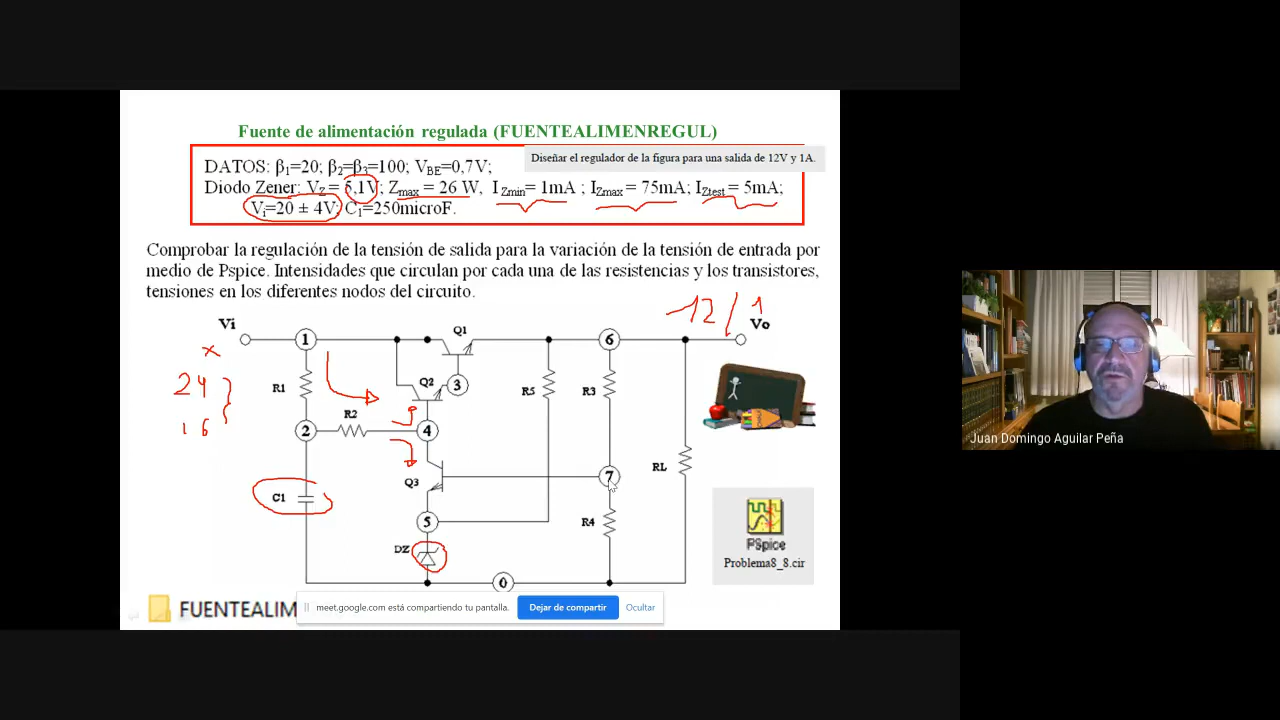 Fuente de alimentación regulada (FUENTEALIMENREGUL)
Diseñar el regulador de la figura para una salida de 12V y 1A.
DATOS: β1=20; β2=β3=100; VBE=0,7V;
Diodo Zener: VZ = 5,1V; Zmax = 26 W, IZmin= 1mA ; IZmax = 75mA; IZtest = 5mA;
Vi=20 ± 4V; C1=250microF.
Comprobar la regulación de la tensión de salida para la variación de la tensión de entrada por
medio de Pspice. Intensidades que circulan por cada una de las resistencias y los transistores,
tensiones en los diferentes nodos del circuito.
12 / 1
Vi
1
Q1
6
Vo
x
24
16
R1
Q2
3
R5
R3
R2
2
4
RL
C1
Q3
7
5
R4
DZ
0
PSpice
Problema8_8.cir
FUENTEALIM
meet.google.com está compartiendo tu pantalla.
Dejar de compartir
Ocultar
Juan Domingo Aguilar Peña